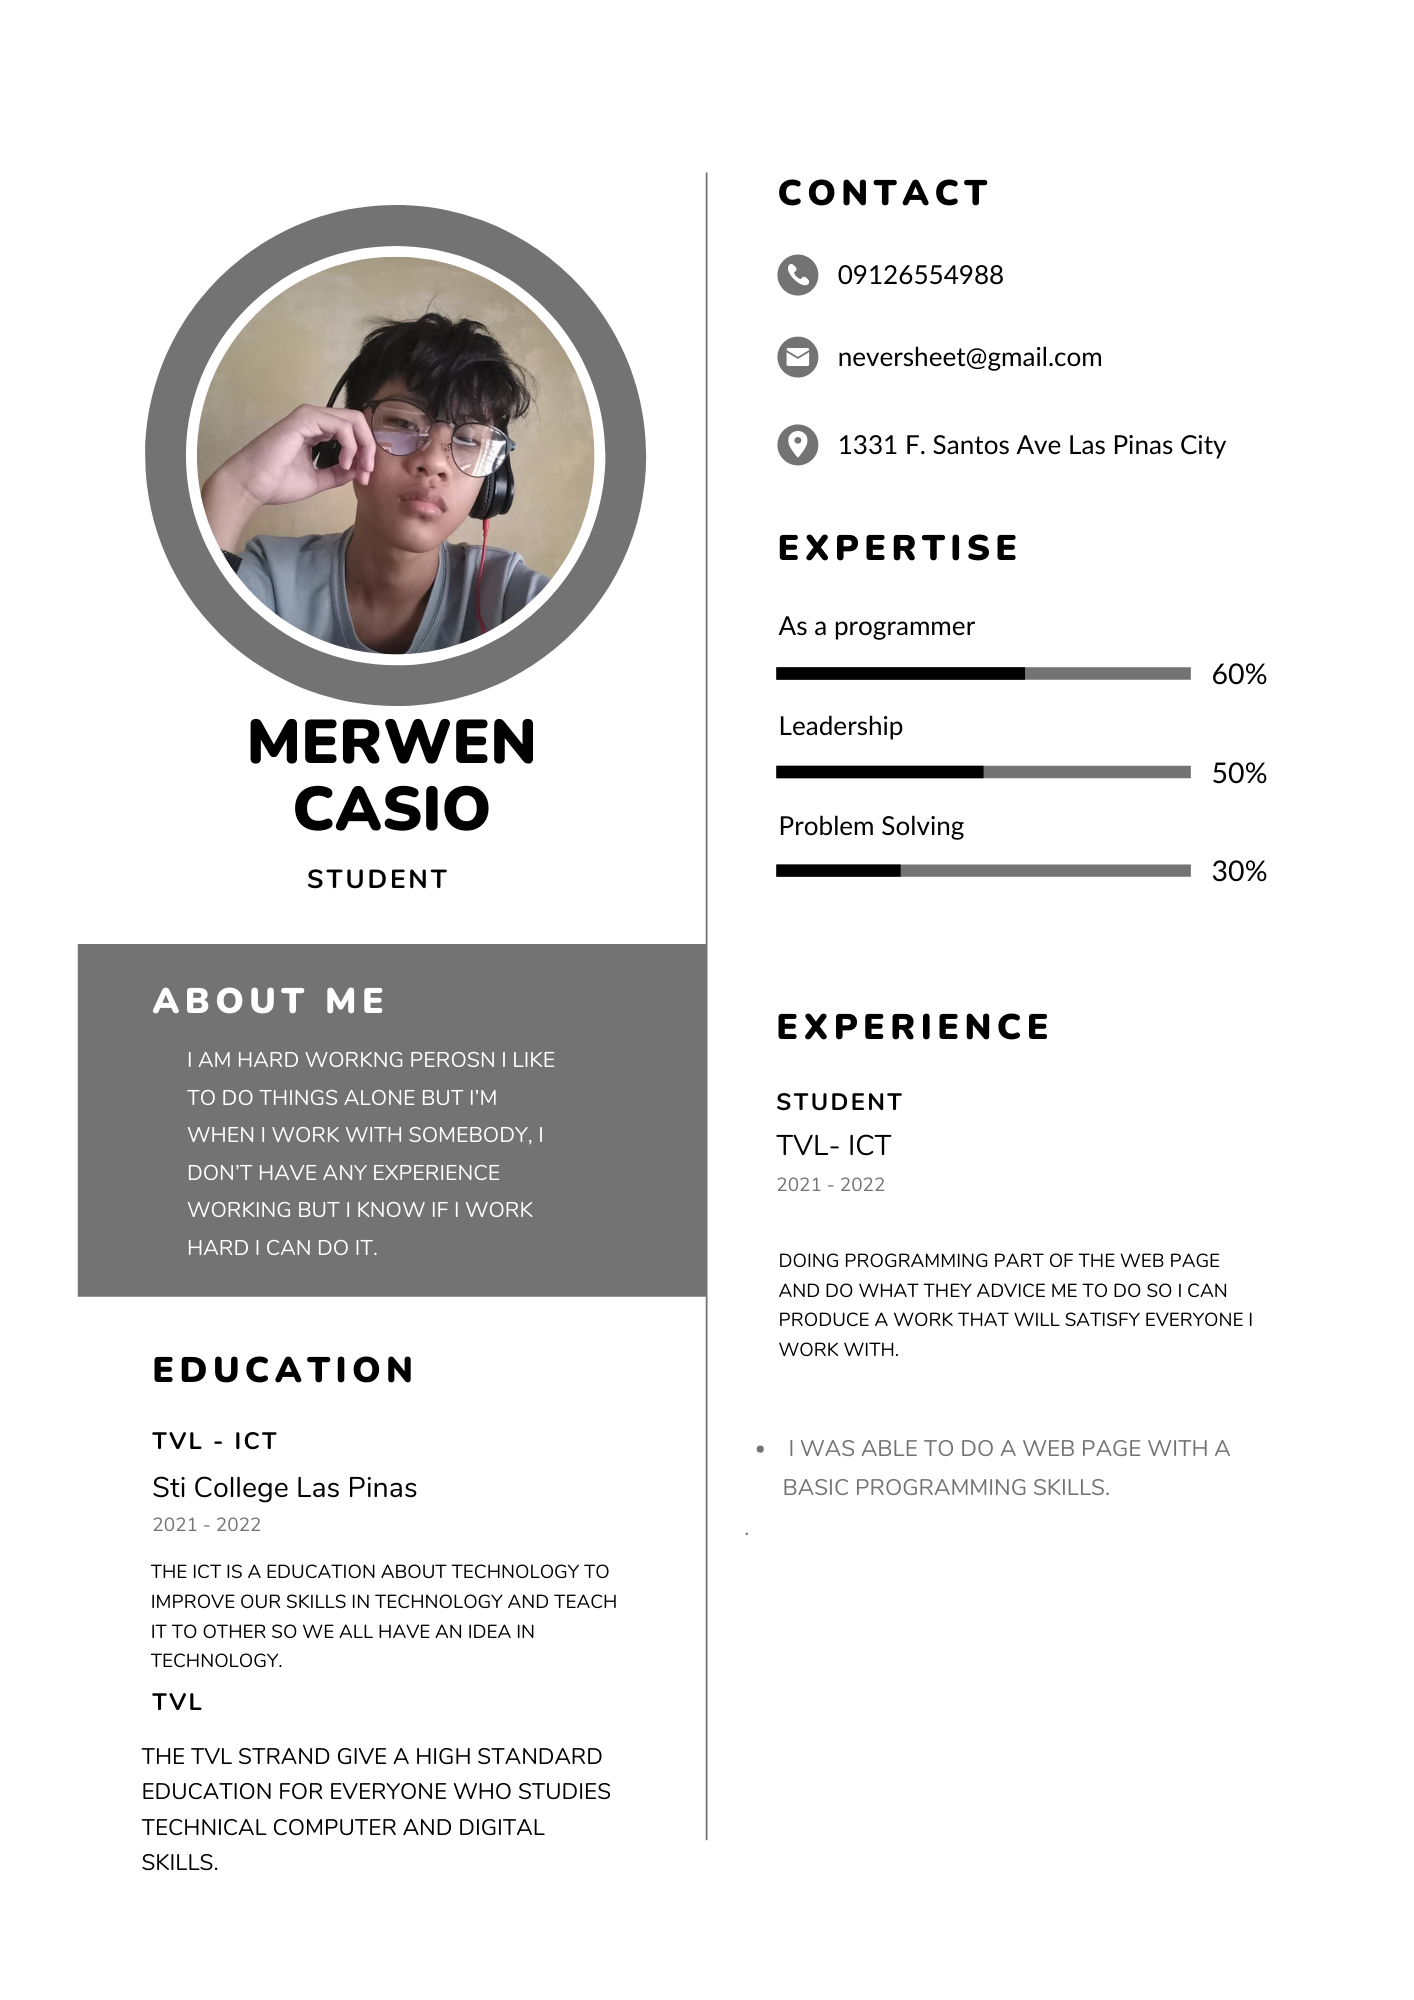 MERWEN
CASIO
STUDENT
ABOUT ME
I AM HARD WORKNG PEROSN I LIKE
TO DO THINGS ALONE BUT I'M
WHEN I WORK WITH SOMEBODY, I
DON'T HAVE ANY EXPERIENCE
WORKING BUT I KNOW IF I WORK
HARD I CAN DO IT.
EDUCATION
TVL - ICT
Sti College Las Pinas
2021 - 2022
THE ICT IS A EDUCATION ABOUT TECHNOLOGY TO
IMPROVE OUR SKILLS IN TECHNOLOGY AND TEACH
IT TO OTHER SO WE ALL HAVE AN IDEA IN
TECHNOLOGY.
TVL
THE TVL STRAND GIVE A HIGH STANDARD
EDUCATION FOR EVERYONE WHO STUDIES
TECHNICAL COMPUTER AND DIGITAL
SKILLS.
CONTACT
09126554988
neversheet@gmail.com
1331 F. Santos Ave Las Pinas City
EXPERTISE
As a programmer
60%
Leadership
50%
Problem Solving
30%
EXPERIENCE
STUDENT
TVL- ICT
2021 - 2022
DOING PROGRAMMING PART OF THE WEB PAGE
AND DO WHAT THEY ADVICE ME TO DO SO I CAN
PRODUCE A WORK THAT WILL SATISFY EVERYONE I
WORK WITH.
• I WAS ABLE TO DO A WEB PAGE WITH A
BASIC PROGRAMMING SKILLS.
.